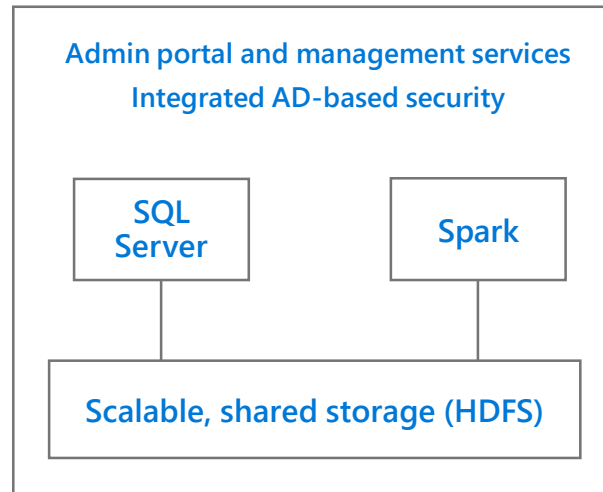 Admin portal and management services
Integrated AD-based security
SQL
Server
Spark
Scalable, shared storage (HDFS)